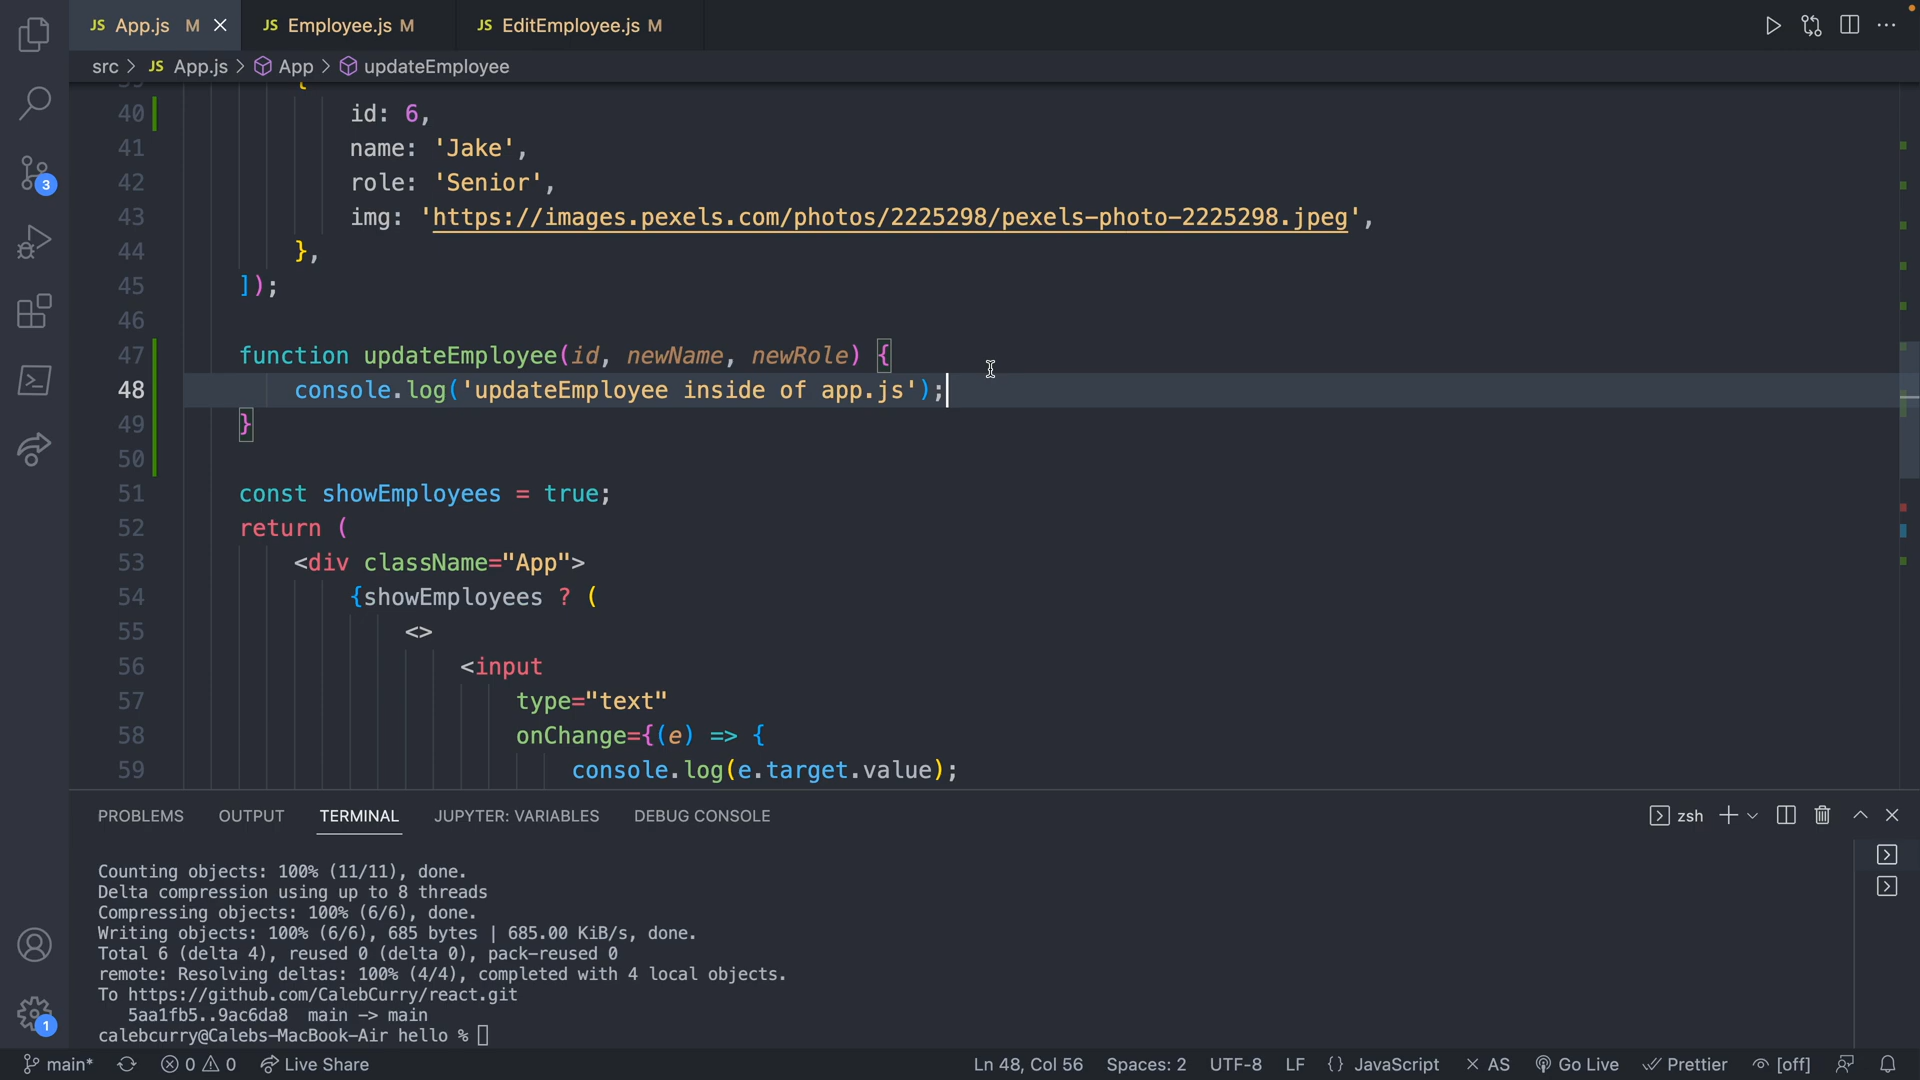 JS App.js M
JS Employee.js M
JS EditEmployee.js M
src > JS App.js > App > updateEmployee
39 {
40 id: 6,
41 name: 'Jake',
42 role: 'Senior',
43 img: 'https://images.pexels.com/photos/2225298/pexels-photo-2225298.jpeg',
44 },
45 ]);
46
47 function updateEmployee(id, newName, newRole) {
48 console.log('updateEmployee inside of app.js');
49 }
50
51 const showEmployees = true;
52 return (
53 <div className="App">
54 {showEmployees ? (
55 <>
56 <input
57 type="text"
58 onChange={(e) => {
59 console.log(e.target.value);
3
1
PROBLEMS OUTPUT TERMINAL JUPYTER: VARIABLES DEBUG CONSOLE
zsh
Counting objects: 100% (11/11), done.
Delta compression using up to 8 threads
Compressing objects: 100% (6/6), done.
Writing objects: 100% (6/6), 685 bytes | 685.00 KiB/s, done.
Total 6 (delta 4), reused 0 (delta 0), pack-reused 0
remote: Resolving deltas: 100% (4/4), completed with 4 local objects.
To https://github.com/CalebCurry/react.git
5aa1fb5..9ac6da8 main -> main
calebcurry@Calebs-MacBook-Air hello %
main* 0 0 Live Share Ln 48, Col 56 Spaces: 2 UTF-8 LF {} JavaScript × AS Go Live Prettier [off]